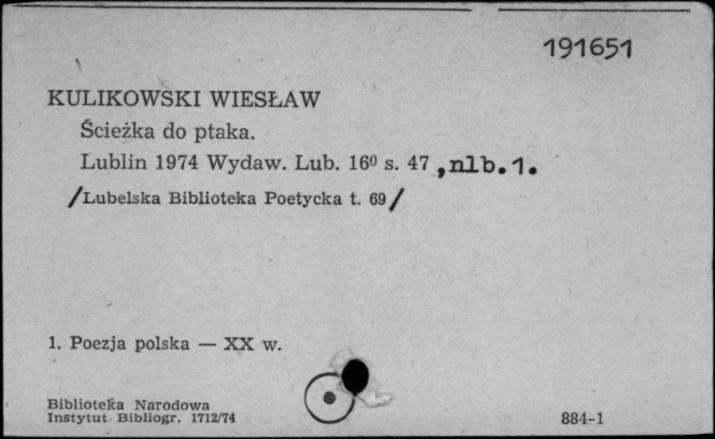 191651
KULIKOWSKI WIESŁAW
Ścieżka do ptaka.
Lublin 1974 Wydaw. Lub. 16⁰ s. 47 , nlb. 1.
/Lubelska Biblioteka Poetycka t. 69/
1. Poezja polska — XX w.
Biblioteka Narodowa
Instytut Bibliogr. 1712/74
884-1